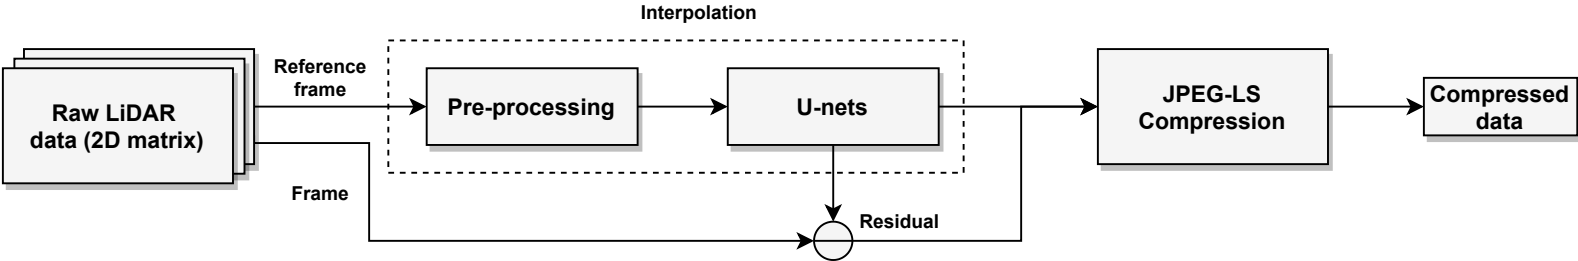 Interpolation
Raw LiDAR
data (2D matrix)
Reference
frame
Pre-processing
U-nets
JPEG-LS
Compression
Compressed
data
Frame
Residual